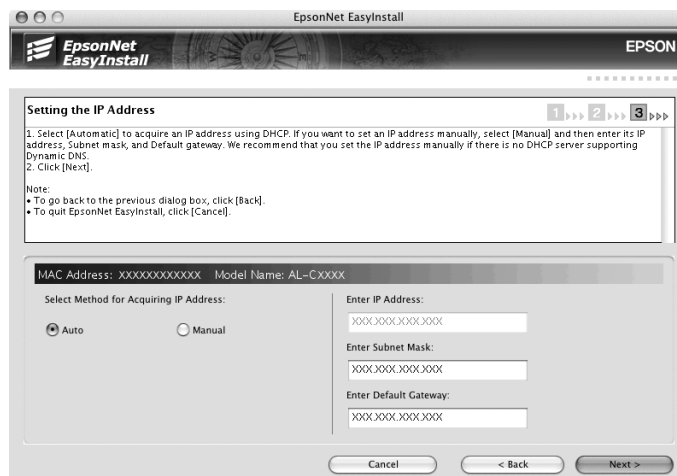 EpsonNet EasyInstall
EpsonNet
EasyInstall
EPSON
Setting the IP Address
1 2 3
1. Select [Automatic] to acquire an IP address using DHCP. If you want to set an IP address manually, select [Manual] and then enter its IP
address, Subnet mask, and Default gateway. We recommend that you set the IP address manually if there is no DHCP server supporting
Dynamic DNS.
2. Click [Next].
Note:
• To go back to the previous dialog box, click [Back].
• To quit EpsonNet EasyInstall, click [Cancel].
MAC Address: XXXXXXXXXXXX Model Name: AL-CXXXX
Select Method for Acquiring IP Address:
Auto Manual
Enter IP Address:
XXX.XXX.XXX.XXX
Enter Subnet Mask:
XXX.XXX.XXX.XXX
Enter Default Gateway:
XXX.XXX.XXX.XXX
Cancel < Back Next >